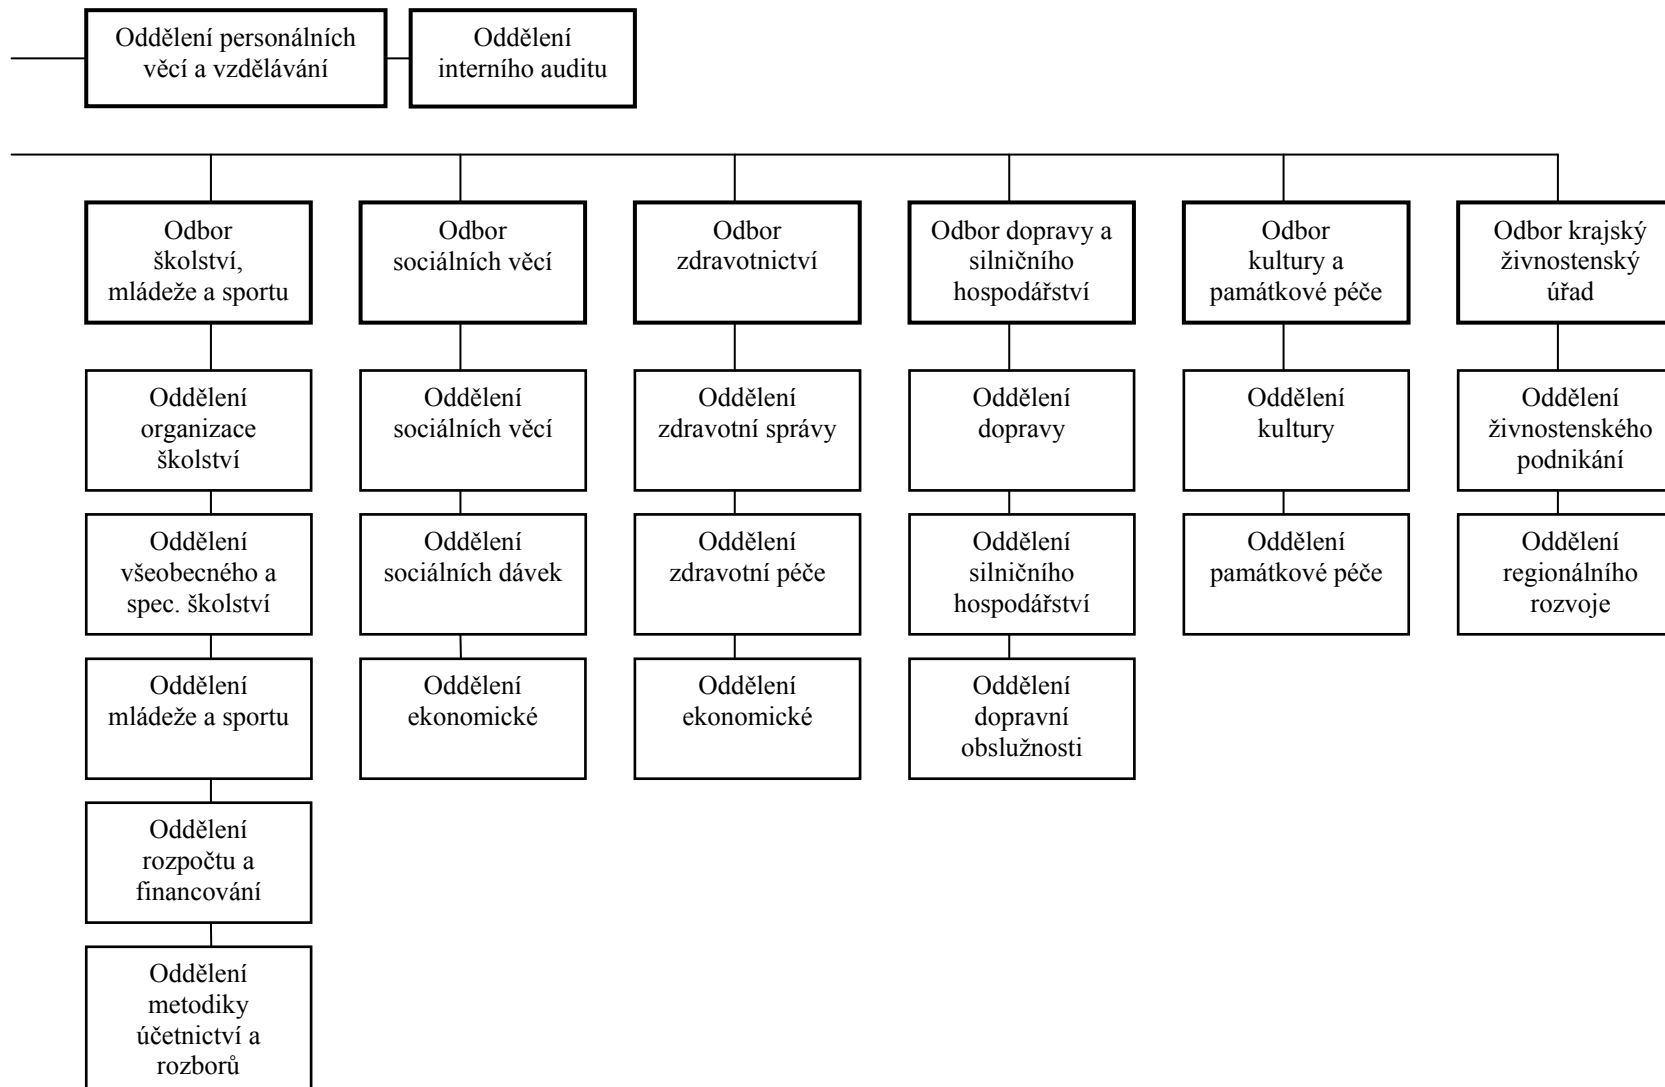 Oddělení personálních
věcí a vzdělávání
Oddělení
interního auditu
Odbor
školství,
mládeže a sportu
Odbor
sociálních věcí
Odbor
zdravotnictví
Odbor dopravy a
silničního
hospodářství
Odbor
kultury a
památkové péče
Odbor krajský
živnostenský
úřad
Oddělení
organizace
školství
Oddělení
sociálních věcí
Oddělení
zdravotní správy
Oddělení
dopravy
Oddělení
kultury
Oddělení
živnostenského
podnikání
Oddělení
všeobecného a
spec. školství
Oddělení
sociálních dávek
Oddělení
zdravotní péče
Oddělení
silničního
hospodářství
Oddělení
památkové péče
Oddělení
regionálního
rozvoje
Oddělení
mládeže a sportu
Oddělení
ekonomické
Oddělení
ekonomické
Oddělení
dopravní
obslužnosti
Oddělení
rozpočtu a
financování
Oddělení
metodiky
účetnictví a
rozborů